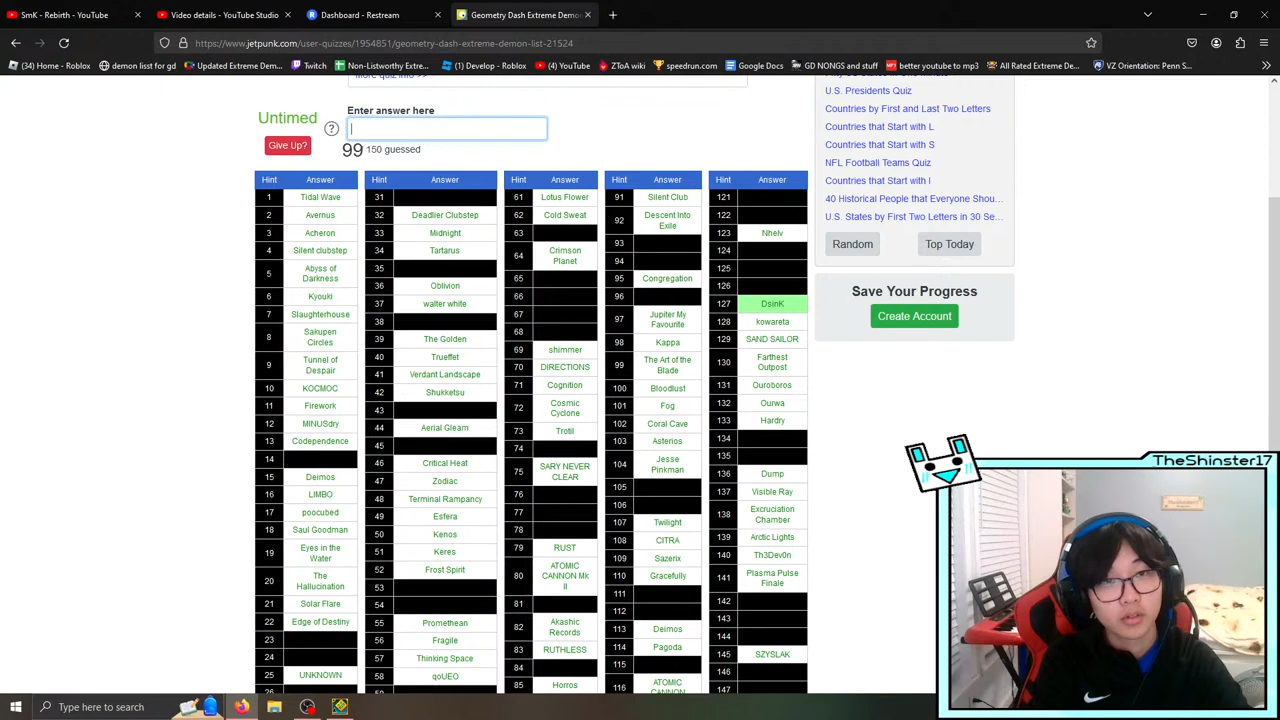 SmK - Rebirth - YouTube
Video details - YouTube Studio
Dashboard - Restream
Geometry Dash Extreme Demon
https://www.jetpunk.com/user-quizzes/1954851/geometry-dash-extreme-demon-list-21524
(34) Home - Roblox
demon lisst for gd
Updated Extreme Dem...
Twitch
Non-Listworthy Extre...
(1) Develop - Roblox
(4) YouTube
ZToA wiki
speedrun.com
Google Docs
GD NONGS and stuff
better youtube to mp3
All Rated Extreme De...
VZ Orientation: Penn S...
More quiz info >>
Untimed
Give Up?
?
Enter answer here
99 150 guessed
Hint Answer
1 Tidal Wave
2 Avernus
3 Acheron
4 Silent clubstep
5 Abyss of
Darkness
6 Kyouki
7 Slaughterhouse
8 Sakupen
Circles
9 Tunnel of
Despair
10 KOCMOC
11 Firework
12 MINUSdry
13 Codependence
14
15 Deimos
16 LIMBO
17 poocubed
18 Saul Goodman
19 Eyes in the
Water
20 The
Hallucination
21 Solar Flare
22 Edge of Destiny
23
24
25 UNKNOWN
26
Hint Answer
31
32 Deadlier Clubstep
33 Midnight
34 Tartarus
35
36 Oblivion
37 walter white
38
39 The Golden
40 Trueffet
41 Verdant Landscape
42 Shukketsu
43
44 Aerial Gleam
45
46 Critical Heat
47 Zodiac
48 Terminal Rampancy
49 Esfera
50 Kenos
51 Keres
52 Frost Spirit
53
54
55 Promethean
56 Fragile
57 Thinking Space
58 qoUEO
Hint Answer
61 Lotus Flower
62 Cold Sweat
63
64 Crimson
Planet
65
66
67
68
69 shimmer
70 DIRECTIONS
71 Cognition
72 Cosmic
Cyclone
73 Trotil
74
75 SARY NEVER
CLEAR
76
77
78
79 RUST
80 ATOMIC
CANNON Mk
II
81
82 Akashic
Records
83 RUTHLESS
84
85 Horros
Hint Answer
91 Silent Club
92 Descent Into
Exile
93
94
95 Congregation
96
97 Jupiter My
Favourite
98 Kappa
99 The Art of the
Blade
100 Bloodlust
101 Fog
102 Coral Cave
103 Asterios
104 Jesse
Pinkman
105
106
107 Twilight
108 CITRA
109 Sazerix
110 Gracefully
111
112
113 Deimos
114 Pagoda
115
116 ATOMIC
CANNON
Hint Answer
121
122
123 Nhelv
124
125
126
127 DsinK
128 kowareta
129 SAND SAILOR
130 Farthest
Outpost
131 Ouroboros
132 Ourwa
133 Hardry
134
135
136 Dump
137 Visible Ray
138 Excruciation
Chamber
139 Arctic Lights
140 Th3Dev0n
141 Plasma Pulse
Finale
142
143
144
145 SZYSLAK
146
147
U.S. Presidents Quiz
Countries by First and Last Two Letters
Countries that Start with L
Countries that Start with S
NFL Football Teams Quiz
Countries that Start with I
40 Historical People that Everyone Shou...
U.S. States by First Two Letters in 30 Se...
Random
Top Today
Save Your Progress
Create Account
TheShinster17
Type here to search